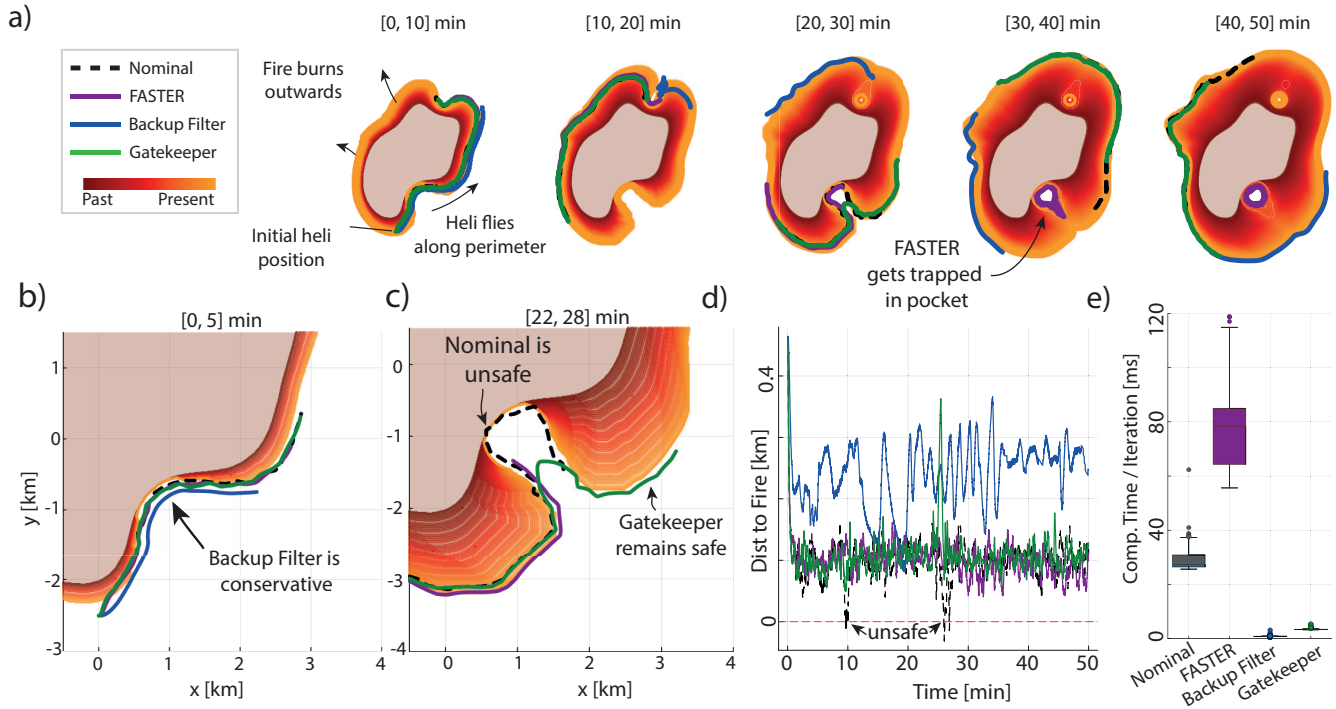 a)
[0, 10] min
[10, 20] min
[20, 30] min
[30, 40] min
[40, 50] min
Nominal
FASTER
Backup Filter
Gatekeeper
Past
Present
Fire burns
outwards
Initial heli
position
Heli flies
along perimeter
FASTER
gets trapped
in pocket
b)
[0, 5] min
1
0
-1
-2
-3
y [km]
0
1
2
3
4
x [km]
Backup Filter is
conservative
c)
[22, 28] min
0
-1
-2
-3
-4
0
1
2
3
4
x [km]
Nominal is
unsafe
Gatekeeper
remains safe
d)
Dist to Fire [km]
0.4
0
unsafe
0
10
20
30
40
50
Time [min]
e)
Comp.Time / Iteration [ms]
120
80
40
0
Nominal
FASTER
Backup Filter
Gatekeeper